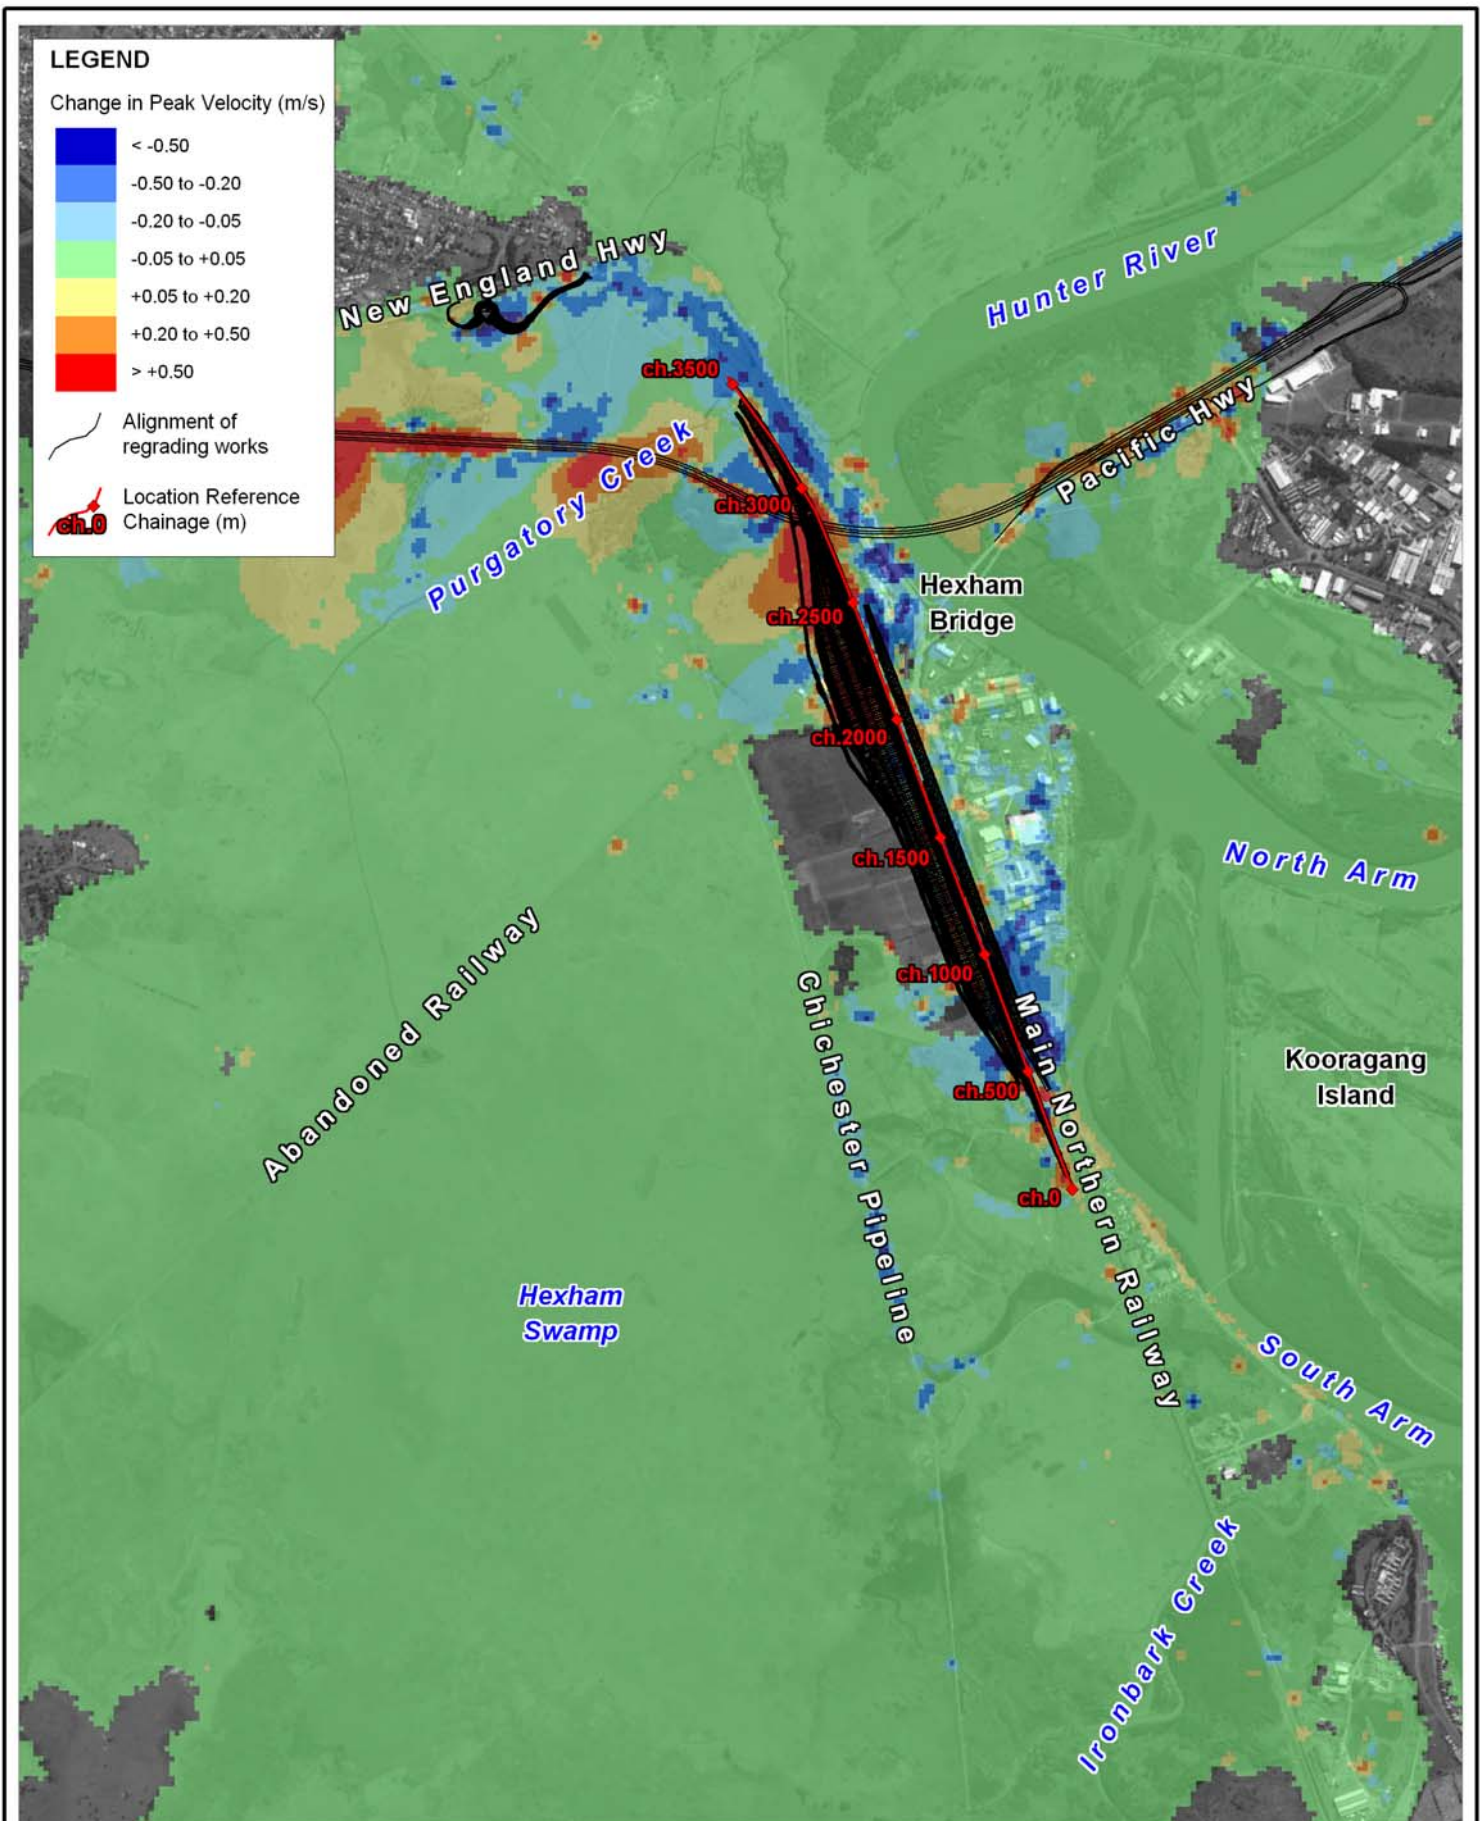 LEGEND
Change in Peak Velocity (m/s)
< -0.50
-0.50 to -0.20
-0.20 to -0.05
-0.05 to +0.05
+0.05 to +0.20
+0.20 to +0.50
> +0.50
Alignment of
regrading works
Location Reference
Chainage (m)
ch.0
New England Hwy
Hunter River
ch.3500
Pacific Hwy
Purgatory Creek
ch.3000
Hexham
Bridge
ch.2500
ch.2000
ch.1500
North Arm
Abandoned Railway
ch.1000
Chichester Pipeline
Main Northern Railway
Kooragang
Island
ch.500
ch.0
Hexham
Swamp
South Arm
Ironbark Creek